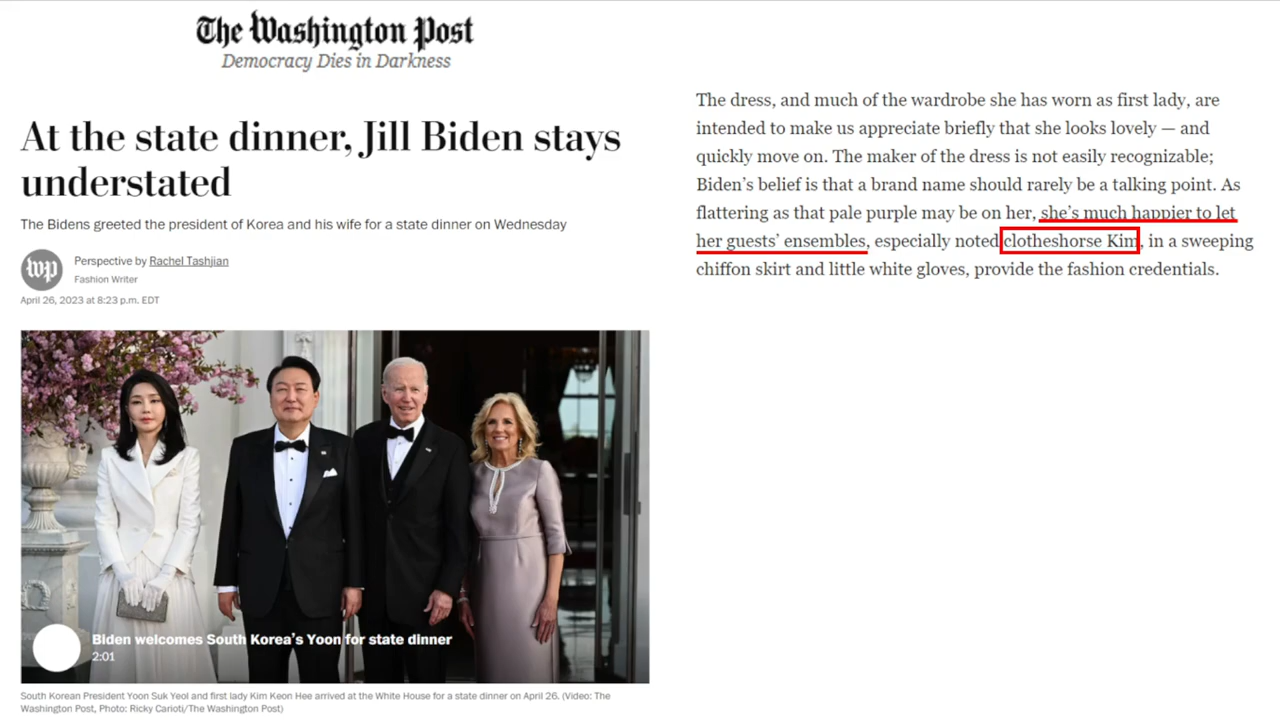 The Washington Post
Democracy Dies in Darkness
At the state dinner, Jill Biden stays
understated
The Bidens greeted the president of Korea and his wife for a state dinner on Wednesday
wp
Perspective by Rachel Tashjian
Fashion Writer
April 26, 2023 at 8:23 p.m. EDT
Biden welcomes South Korea's Yoon for state dinner
2:01
South Korean President Yoon Suk Yeol and first lady Kim Keon Hee arrived at the White House for a state dinner on April 26. (Video: The
Washington Post, Photo: Ricky Carioti/The Washington Post)
The dress, and much of the wardrobe she has worn as first lady, are
intended to make us appreciate briefly that she looks lovely — and
quickly move on. The maker of the dress is not easily recognizable;
Biden's belief is that a brand name should rarely be a talking point. As
flattering as that pale purple may be on her, she's much happier to let
her guests' ensembles, especially noted clotheshorse Kim, in a sweeping
chiffon skirt and little white gloves, provide the fashion credentials.